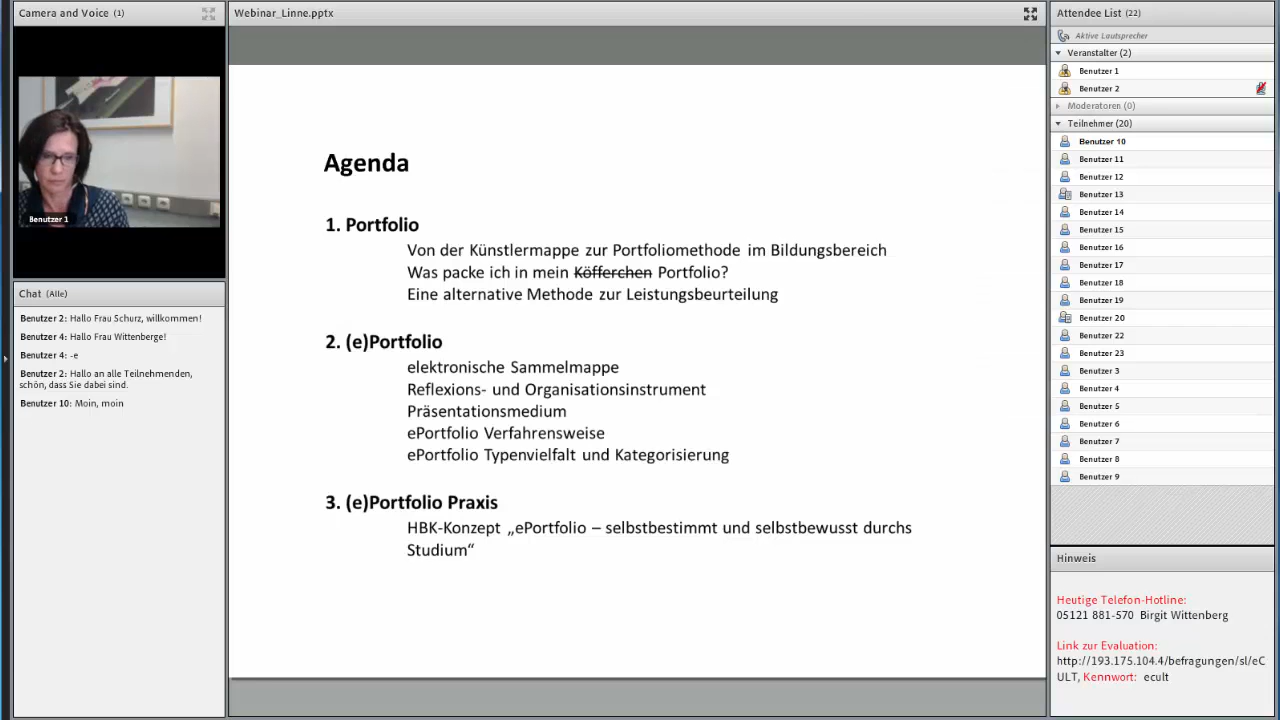 Camera and Voice (1)
Benutzer 1
Chat (Alle)
Benutzer 2: Hallo Frau Schurz, willkommen!
Benutzer 4: Hallo Frau Wittenberge!
Benutzer 4: -e
Benutzer 2: Hallo an alle Teilnehmenden,
schön, dass Sie dabei sind.
Benutzer 10: Moin, moin
Webinar_Linne.pptx
Agenda
1. Portfolio
Von der Künstlermappe zur Portfoliomethode im Bildungsbereich
Was packe ich in mein Köfferchen Portfolio?
Eine alternative Methode zur Leistungsbeurteilung
2. (e)Portfolio
elektronische Sammelmappe
Reflexions- und Organisationsinstrument
Präsentationsmedium
ePortfolio Verfahrensweise
ePortfolio Typenvielfalt und Kategorisierung
3. (e)Portfolio Praxis
HBK-Konzept „ePortfolio – selbstbestimmt und selbstbewusst durchs
Studium“
Attendee List (22)
Aktive Lautsprecher
Veranstalter (2)
Benutzer 1
Benutzer 2
Moderatoren (0)
Teilnehmer (20)
Benutzer 10
Benutzer 11
Benutzer 12
Benutzer 13
Benutzer 14
Benutzer 15
Benutzer 16
Benutzer 17
Benutzer 18
Benutzer 19
Benutzer 20
Benutzer 22
Benutzer 23
Benutzer 3
Benutzer 4
Benutzer 5
Benutzer 6
Benutzer 7
Benutzer 8
Benutzer 9
Hinweis
Heutige Telefon-Hotline:
05121 881-570 Birgit Wittenberg
Link zur Evaluation:
http://193.175.104.4/befragungen/sl/eC
ULT, Kennwort: ecult